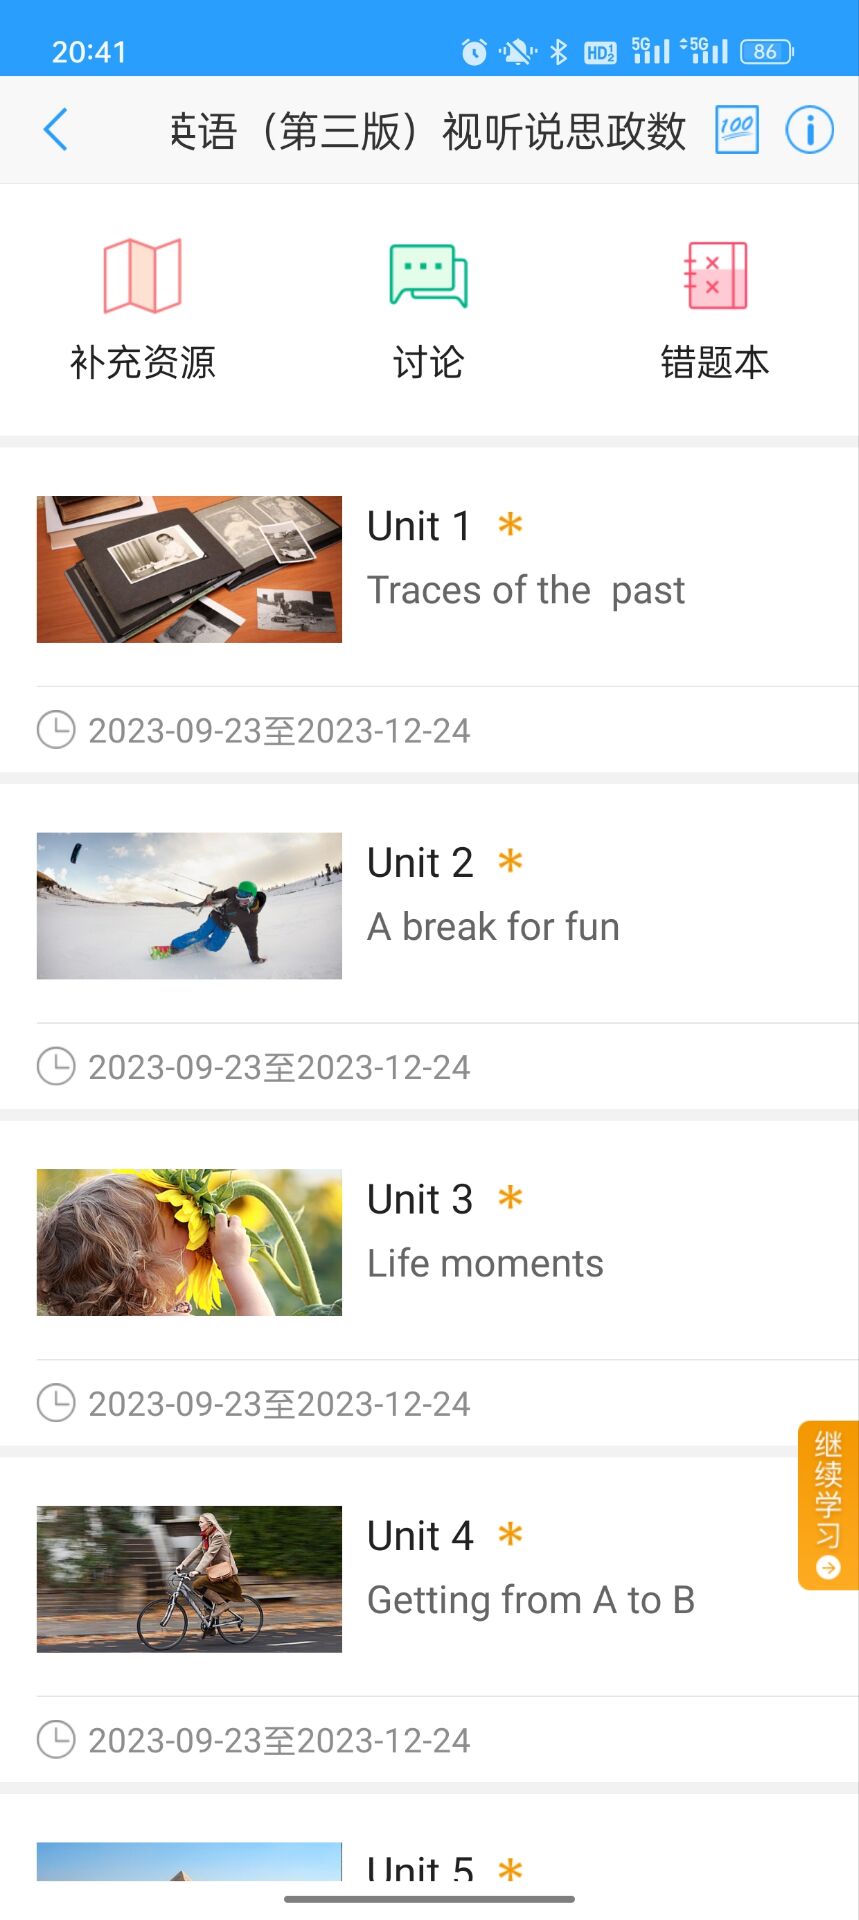 20:41
HD 1 2
5G
5G
86
英语（第三版）视听说思政数
100
补充资源
讨论
错题本
Unit 1 *
Traces of the past
2023-09-23至2023-12-24
Unit 2 *
A break for fun
2023-09-23至2023-12-24
Unit 3 *
Life moments
2023-09-23至2023-12-24
继续学习
Unit 4 *
Getting from A to B
2023-09-23至2023-12-24
Unit 5 *